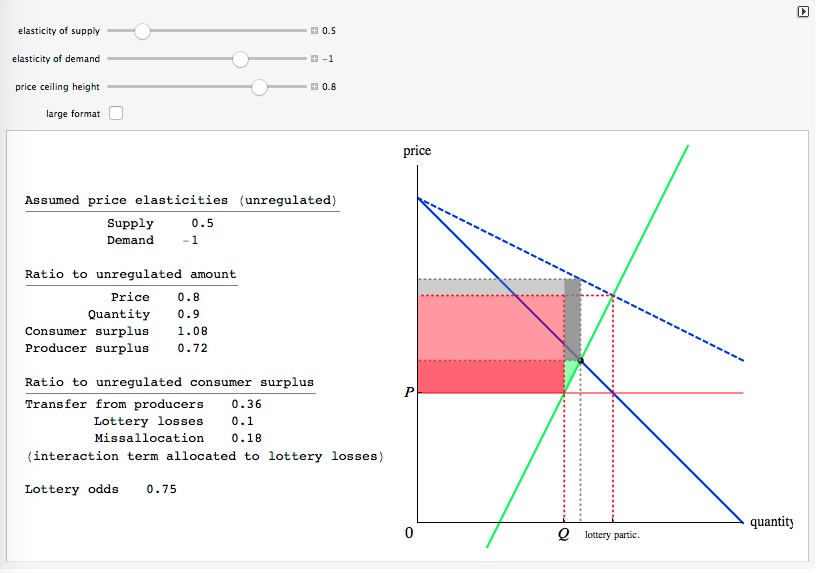 elasticity of supply 0.5
elasticity of demand −1
price ceiling height 0.8
large format
price
Assumed price elasticities (unregulated)
Supply 0.5
Demand −1
Ratio to unregulated amount
Price 0.8
Quantity 0.9
Consumer surplus 1.08
Producer surplus 0.72
Ratio to unregulated consumer surplus
Transfer from producers 0.36
Lottery losses 0.1
Missallocation 0.18
(interaction term allocated to lottery losses)
Lottery odds 0.75
P
0
Q
lottery partic.
quantity